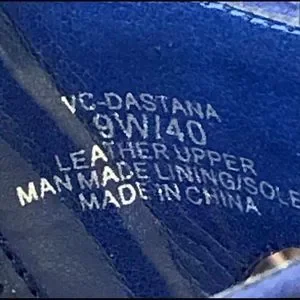 VC-DASTANA
9W/40
LEATHER UPPER
MAN MADE LINING/SOLE
MADE IN CHINA